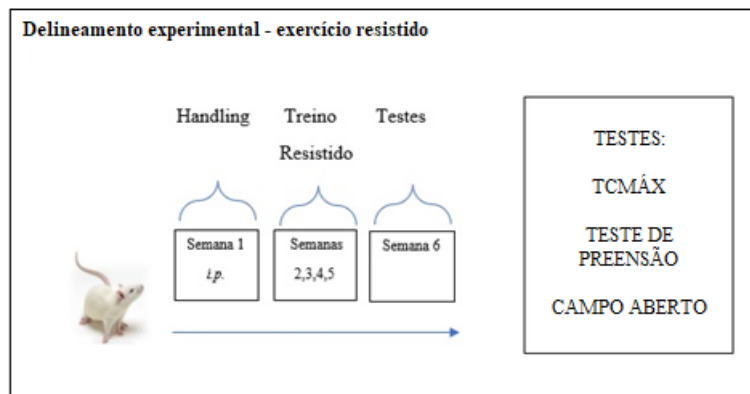 Delineamento experimental - exercício resistido
Handling Treino Testes
Resistido
Semana 1
i.p.
Semanas
2,3,4,5
Semana 6
TESTES:
TCMÁX
TESTE DE
PREENSÃO
CAMPO ABERTO